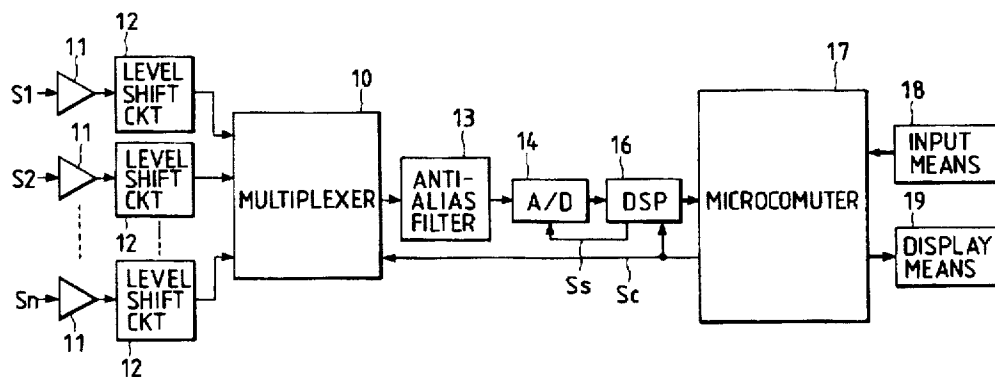 11
12
S1
LEVEL
SHIFT
CKT
11
S2
LEVEL
SHIFT
CKT
12
Sn
11
LEVEL
SHIFT
CKT
12
10
MULTIPLEXER
13
ANTI-
ALIAS
FILTER
14
A/D
16
DSP
Ss
Sc
17
MICROCOMUTER
18
INPUT
MEANS
19
DISPLAY
MEANS